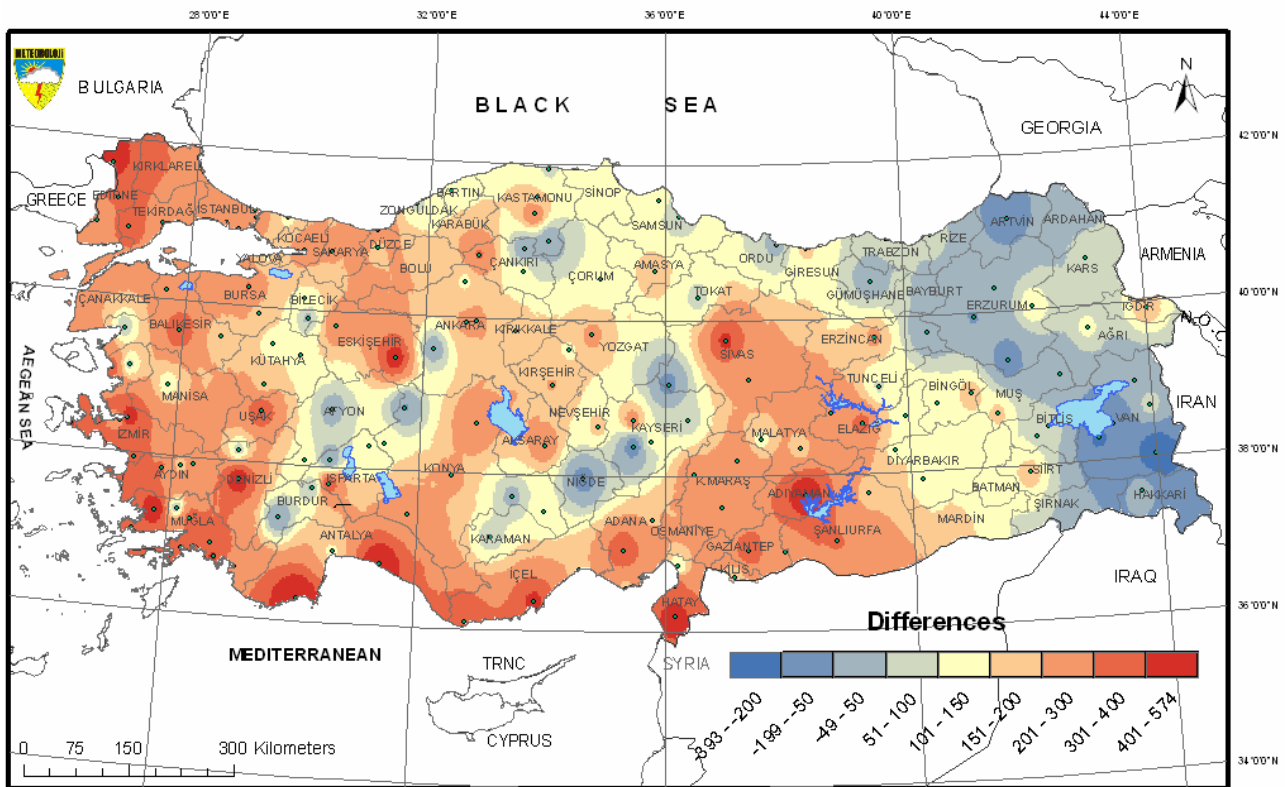 28°0'0"E 32°0'0"E 36°0'0"E 40°0'0"E 44°0'0"E
METEOROLOJİ
BULGARIA
BLACK SEA
N
GEORGIA
42°0'0"N
KIRKLARELİ
EDİRNE
GREECE
TEKİRDAĞ
İSTANBUL
KOCAELİ
YALOVA
SAKARYA
DÜZCE
ZONGULDAK
BARTIN
KARABÜK
KASTAMONU
SİNOP
SAMSUN
BOLU
ÇANKIRI
ÇORUM
AMASYA
ORDU
GİRESUN
TRABZON
RİZE
ARTVİN
ARDAHAN
KARS
ARMENIA
40°0'0"N
ÇANAKKALE
BURSA
BİLECİK
BALIKESİR
ESKİŞEHİR
ANKARA
KIRIKKALE
YOZGAT
TOKAT
SİVAS
GÜMÜŞHANE
BAYBURT
ERZURUM
ERZİNCAN
IĞDIR
N.O.C
AĞRI
AEGEAN SEA
KÜTAHYA
MANİSA
UŞAK
AFYON
KIRŞEHİR
NEVŞEHİR
KAYSERİ
TUNCELİ
BİNGÖL
MUŞ
BİTLİS
VAN
IRAN
38°0'0"N
İZMİR
AYDIN
DENİZLİ
BURDUR
ISPARTA
KONYA
AKSARAY
NİĞDE
MALATYA
ELAZIĞ
DİYARBAKIR
BATMAN
SİİRT
ŞIRNAK
HAKKARİ
MUĞLA
ANTALYA
KARAMAN
İÇEL
ADANA
OSMANİYE
K.MARAŞ
ADIYAMAN
GAZİANTEP
KİLİS
ŞANLIURFA
MARDİN
HATAY
IRAQ
36°0'0"N
MEDITERRANEAN
TRNC
SYRIA
CYPRUS
Differences
-393 - -200
-199 - -50
-49 - 50
51 - 100
101 - 150
151 - 200
201 - 300
301 - 400
401 - 574
0 75 150 300 Kilometers
34°0'0"N